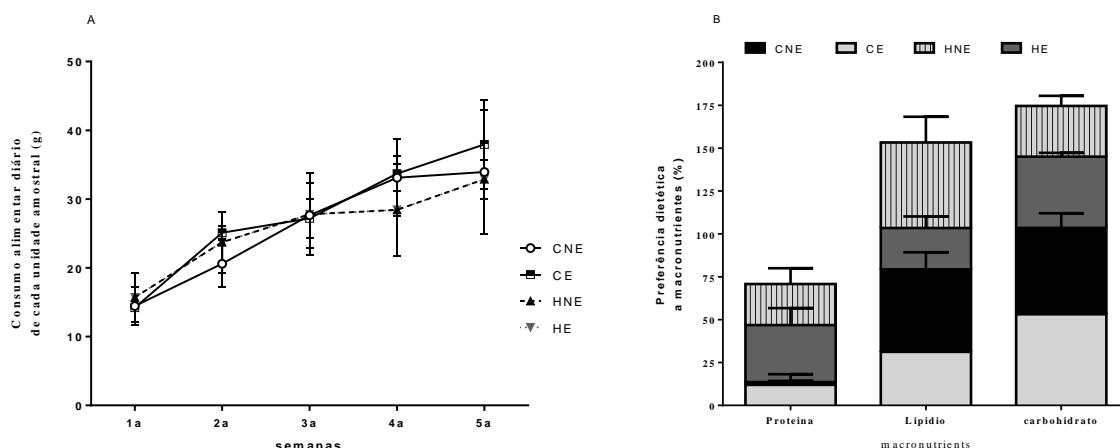 A
Consumo alimentar diário
de cada unidade amostral (g)
50
40
30
20
10
0
1a 2a 3a 4a 5a
semanas
CNE
CE
HNE
HE
B
CNE CE HNE HE
Preferência dietética
a macronutrientes (%)
200
175
150
125
100
75
50
25
0
Proteina Lipidio carbohidrato
macronutrients